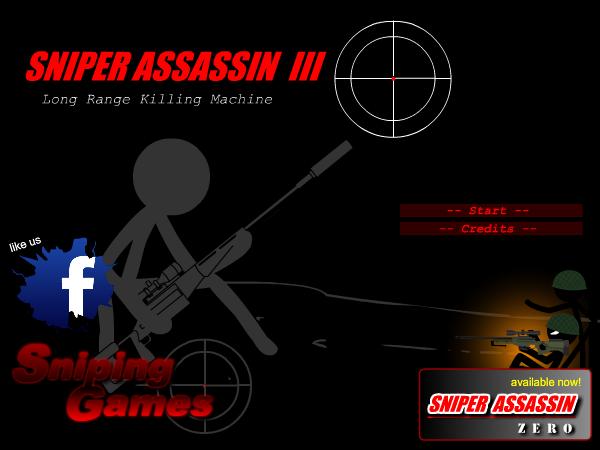 SNIPER ASSASSIN III
Long Range Killing Machine
-- Start --
-- Credits --
like us
f
Sniping
Games
available now!
SNIPER ASSASSIN
ZERO